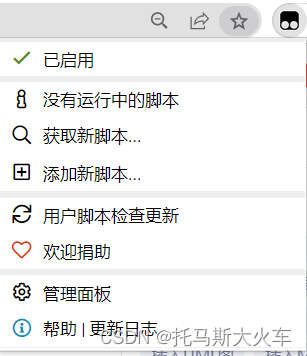 已启用
没有运行中的脚本
获取新脚本...
添加新脚本...
用户脚本检查更新
欢迎捐助
管理面板
帮助 | 更新日志
CSDN @托马斯大火车